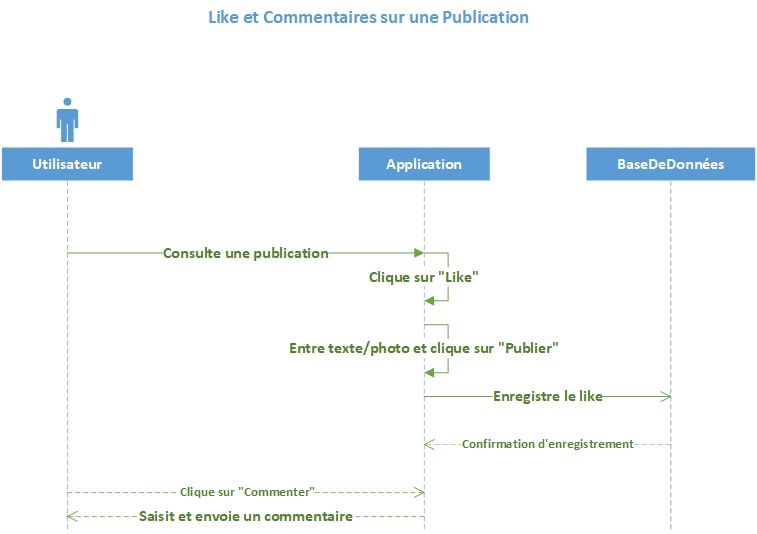 Like et Commentaires sur une Publication
Utilisateur
Application
BaseDeDonnées
Consulte une publication
Clique sur "Like"
Entre texte/photo et clique sur "Publier"
Enregistre le like
Confirmation d'enregistrement
Clique sur "Commenter"
Saisit et envoie un commentaire